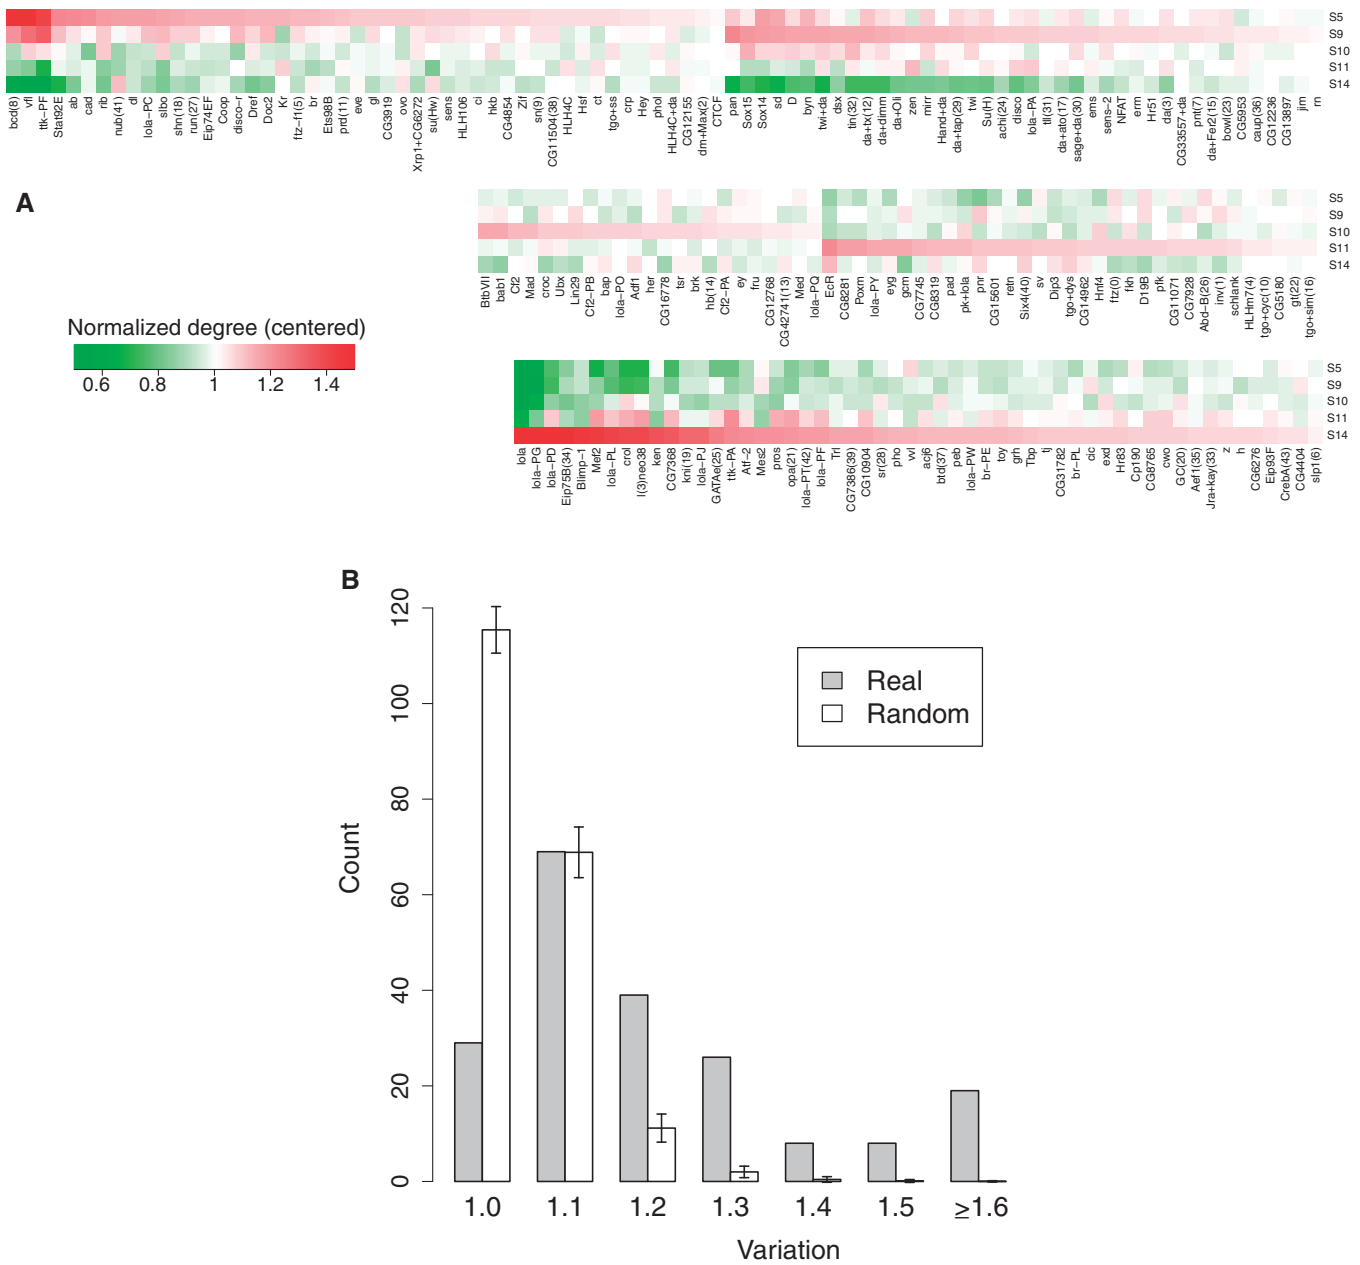 S5
S9
S10
S11
S14
bcd(8) vfl ttk−PF Stat92E ab cad rib nub(41) lola−PC dl slbo shn(18) run(27) Eip74EF Coop disco−r Dref Doc2 Kr ftz−f1(5) br Ets98B prd(11) eve gl CG3919 ovo Xrp1+CG6272 su(Hw) sens HLH106 ci hkb CG4854 Zif sn(9) CG11504(38) HLH4C Hsf ct tgo+ss crp Hey phol HLH4C+da CG12155 dm+Max(2) CTCF pan Sox15 Sox14 sd D byn twi+da dsx tin(32) da+tx(12) da+dimm da+Oli zen mirr Hand+da da+tap(29) twi Su(H) achi(24) disco lola−PA tll(31) da+ato(17) sage+da(30) ems sens−2 NFAT erm Hr51 da(3) CG33557+da pnt(7) da+Fer2(15) bowl(23) CG5953 caup(36) CG12236 CG13897 jim rn
A
S5
S9
S10
S11
S14
BtbVII bab1 Cf2 Mad croc Ubx Lin29 Cf2−PB bap lola−PO Adf1 her CG16778 tsr brk hb(14) Cf2−PA ey fru CG12768 CG42741(13) Med lola−PQ EcR CG8281 Poxm lola−PY eyg gcm CG7745 CG8319 pad pk+lola pnr CG15601 retn Six4(40) sv Dip3 tgo+dys CG14962 Hnf4 ftz(0) fkh D19B pfk CG11071 CG7928 Abd−B(26) inv(1) schlank HLHm7(4) tgo+cyc(10) CG5180 gt(22) tgo+sim(16)
Normalized degree (centered)
0.6 0.8 1 1.2 1.4
S5
S9
S10
S11
S14
lola lola−PG lola−PD Eip75B(34) Blimp−1 Mef2 lola−PL crol l(3)neo38 ken CG7368 kni(19) lola−PJ GATAe(25) ttk−PA Atf−2 Mes2 pros opa(21) lola−PT(42) lola−PF Trl CG7386(39) CG10904 sr(28) pho vvl acj6 btd(37) peb lola−PW br−PE toy grh Tbp tj CG31782 br−PL cic exd Hr83 Cp190 CG8765 cwo GC(20) Aef1(35) Jra+kay(33) z h CG6276 Eip93F CrebA(43) CG4404 slp1(6)
B
120
100
80
60
40
20
0
Count
Real
Random
1.0 1.1 1.2 1.3 1.4 1.5 ≥1.6
Variation